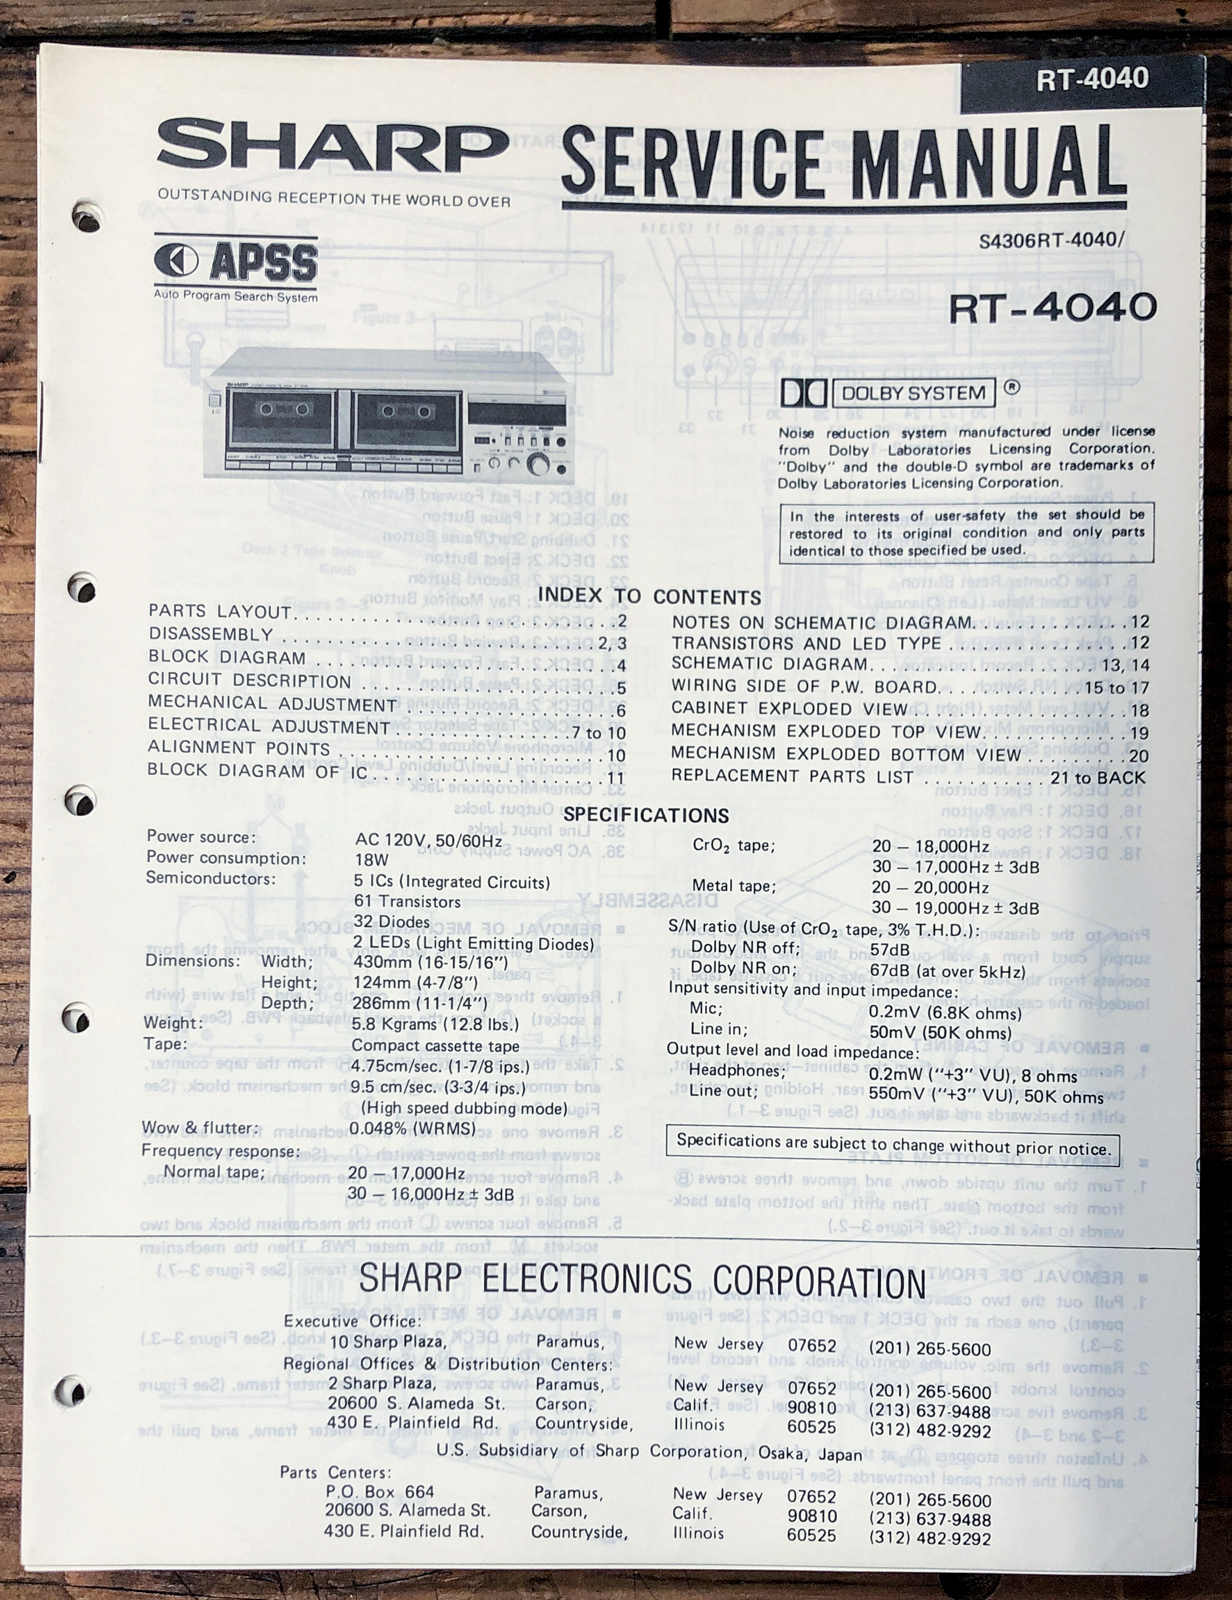 RT-4040
SHARP
OUTSTANDING RECEPTION THE WORLD OVER
SERVICE MANUAL
S4306RT-4040/
APSS
Auto Program Search System
RT-4040
SHARP
DOLBY SYSTEM ®
Noise reduction system manufactured under license
from Dolby Laboratories Licensing Corporation.
"Dolby" and the double-D symbol are trademarks of
Dolby Laboratories Licensing Corporation.
In the interests of user-safety the set should be
restored to its original condition and only parts
identical to those specified be used.
INDEX TO CONTENTS
PARTS LAYOUT. . . . . . . . . . . . . . . . . . . . . . . . . .2
DISASSEMBLY . . . . . . . . . . . . . . . . . . . . . . . . 2, 3
BLOCK DIAGRAM . . . . . . . . . . . . . . . . . . . . . . . .4
CIRCUIT DESCRIPTION . . . . . . . . . . . . . . . . . . . .5
MECHANICAL ADJUSTMENT . . . . . . . . . . . . . . . . 6
ELECTRICAL ADJUSTMENT . . . . . . . . . . . . . 7 to 10
ALIGNMENT POINTS . . . . . . . . . . . . . . . . . . . . . 10
BLOCK DIAGRAM OF IC . . . . . . . . . . . . . . . . . . 11
NOTES ON SCHEMATIC DIAGRAM. . . . . . . . . . . . 12
TRANSISTORS AND LED TYPE . . . . . . . . . . . . . . 12
SCHEMATIC DIAGRAM. . . . . . . . . . . . . . . . . 13, 14
WIRING SIDE OF P.W. BOARD. . . . . . . . . . . 15 to 17
CABINET EXPLODED VIEW . . . . . . . . . . . . . . . . 18
MECHANISM EXPLODED TOP VIEW. . . . . . . . . . . 19
MECHANISM EXPLODED BOTTOM VIEW . . . . . . . . 20
REPLACEMENT PARTS LIST . . . . . . . . . . 21 to BACK
SPECIFICATIONS
Power source: AC 120V, 50/60Hz
Power consumption: 18W
Semiconductors: 5 ICs (Integrated Circuits)
61 Transistors
32 Diodes
2 LEDs (Light Emitting Diodes)
Dimensions: Width; 430mm (16-15/16")
Height; 124mm (4-7/8")
Depth; 286mm (11-1/4")
Weight: 5.8 Kgrams (12.8 lbs.)
Tape: Compact cassette tape
4.75cm/sec. (1-7/8 ips.)
9.5 cm/sec. (3-3/4 ips.)
(High speed dubbing mode)
Wow & flutter: 0.048% (WRMS)
Frequency response:
Normal tape; 20 – 17,000Hz
30 – 16,000Hz ± 3dB
CrO2 tape; 20 – 18,000Hz
30 – 17,000Hz ± 3dB
Metal tape; 20 – 20,000Hz
30 – 19,000Hz ± 3dB
S/N ratio (Use of CrO2 tape, 3% T.H.D.):
Dolby NR off; 57dB
Dolby NR on; 67dB (at over 5kHz)
Input sensitivity and input impedance:
Mic; 0.2mV (6.8K ohms)
Line in; 50mV (50K ohms)
Output level and load impedance:
Headphones; 0.2mW ("+3" VU), 8 ohms
Line out; 550mV ("+3" VU), 50K ohms
Specifications are subject to change without prior notice.
SHARP ELECTRONICS CORPORATION
Executive Office:
10 Sharp Plaza, Paramus, New Jersey 07652 (201) 265-5600
Regional Offices & Distribution Centers:
2 Sharp Plaza, Paramus, New Jersey 07652 (201) 265-5600
20600 S. Alameda St. Carson, Calif. 90810 (213) 637-9488
430 E. Plainfield Rd. Countryside, Illinois 60525 (312) 482-9292
U.S. Subsidiary of Sharp Corporation, Osaka, Japan
Parts Centers:
P.O. Box 664 Paramus, New Jersey 07652 (201) 265-5600
20600 S. Alameda St. Carson, Calif. 90810 (213) 637-9488
430 E. Plainfield Rd. Countryside, Illinois 60525 (312) 482-9292